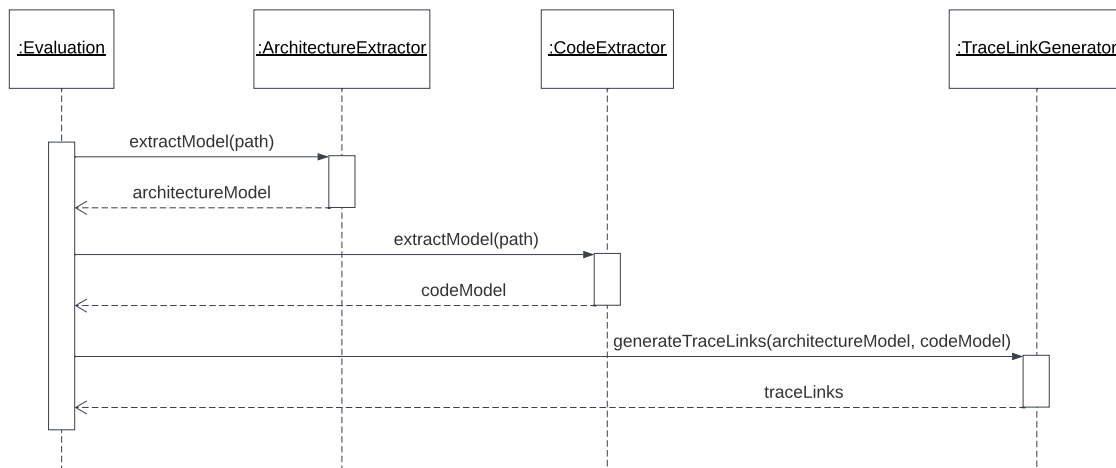 :Evaluation
:ArchitectureExtractor
:CodeExtractor
:TraceLinkGenerator
extractModel(path)
architectureModel
extractModel(path)
codeModel
generateTraceLinks(architectureModel, codeModel)
traceLinks